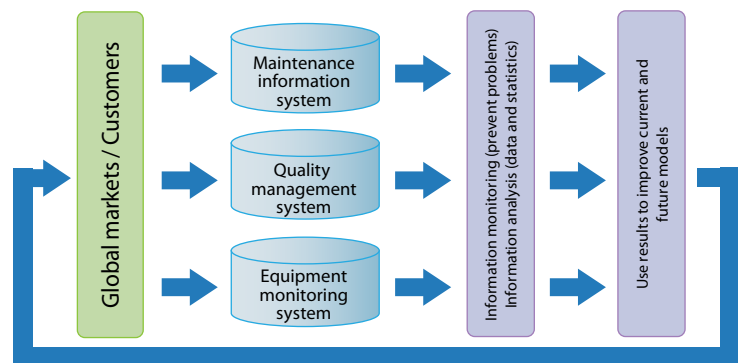 Global markets / Customers
Maintenance
information
system
Quality
management
system
Equipment
monitoring
system
Information monitoring (prevent problems)
Information analysis (data and statistics)
Use results to improve current and
future models